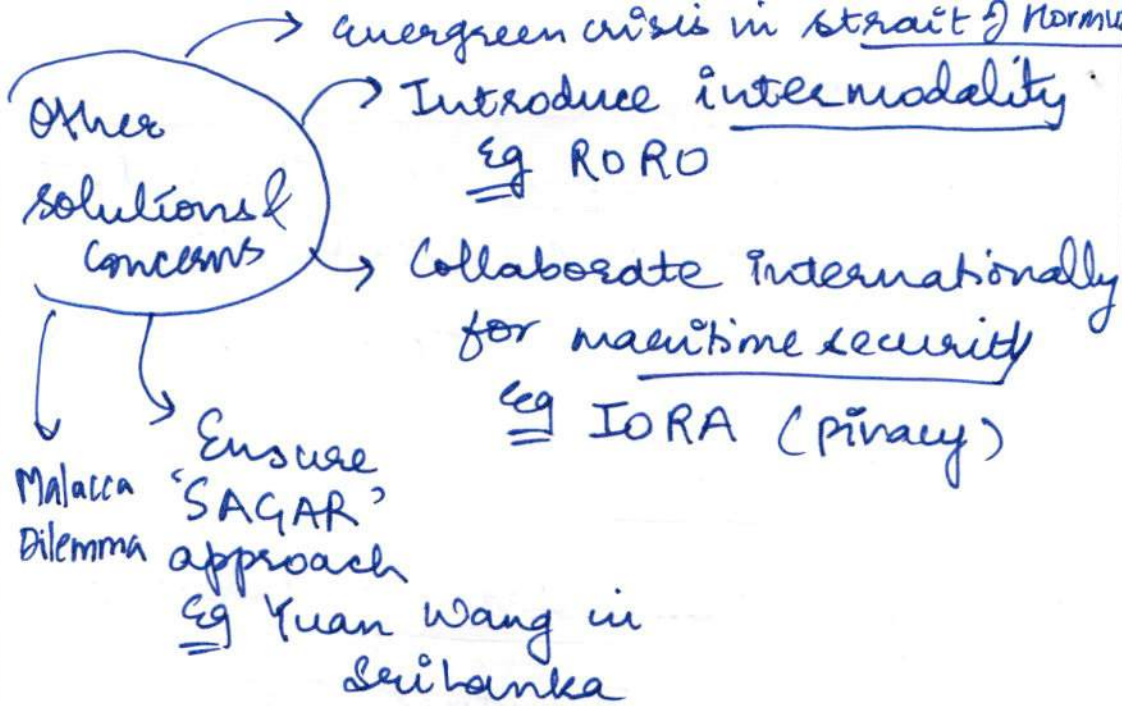 Evergreen crisis in strait of Hormu
Other
solutions &
concerns
Introduce intermodality
Eg RORO
Collaborate internationally
for maritime security
Eg IORA (piracy)
Malacca
Dilemma
Ensure
'SAGAR'
approach
Eg Yuan Wang in
Srilanka